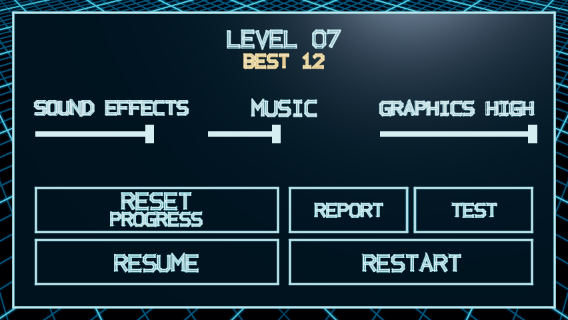 LEVEL 07
BEST 12
SOUND EFFECTS
MUSIC
GRAPHICS HIGH
RESET
PROGRESS
REPORT
TEST
RESUME
RESTART